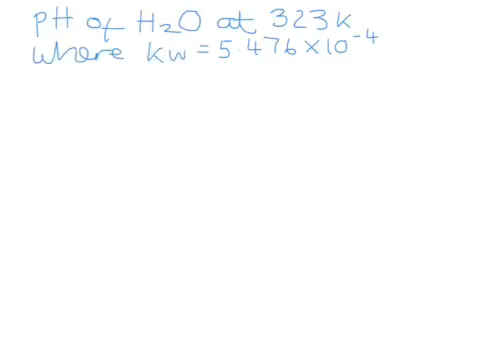 pH of H₂O at 323K
where kw = 5.476 × 10⁻⁴